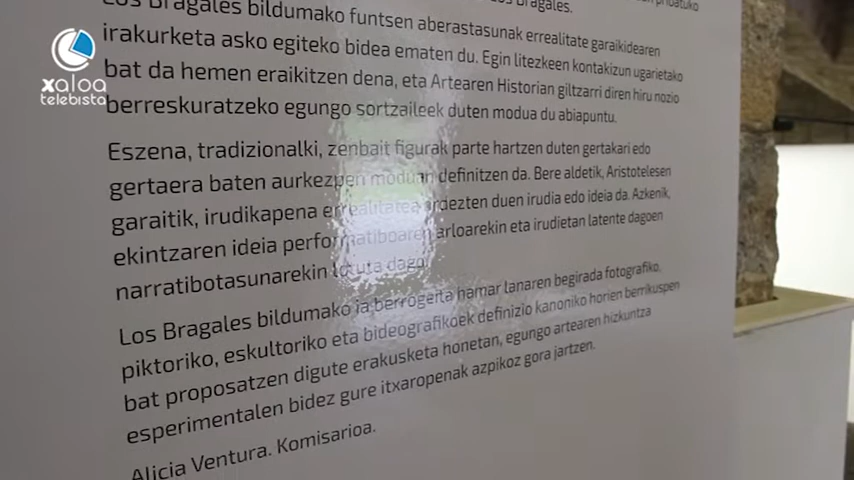 Los Bragales.
Los Bragales bildumako funtsen aberastasunak errealitate garaikidearen
irakurketa asko egiteko bidea ematen du. Egin litezkeen kontakizun ugarietako
bat da hemen eraikitzen dena, eta Artearen Historian giltzarri diren hiru nozio
berreskuratzeko egungo sortzaileek duten modua du abiapuntu.
Eszena, tradizionalki, zenbait figurak parte hartzen duten gertakari edo
gertaera baten aurkezpen moduan definitzen da. Bere aldetik, Aristotelesen
garaitik, irudikapena errealitatea ordezten duen irudia edo ideia da. Azkenik,
ekintzaren ideia performatiboaren arloarekin eta irudietan latente dagoen
narratibotasunarekin lotuta dago.
Los Bragales bildumako ia berrogeita hamar lanaren begirada fotografiko,
piktoriko, eskultoriko eta bideografikoek definizio kanoniko horien berrikuspen
bat proposatzen digute erakusketa honetan, egungo artearen hizkuntza
esperimentalen bidez gure itxaropenak azpikoz gora jartzen.
Alicia Ventura. Komisarioa.
xaloa
telebista